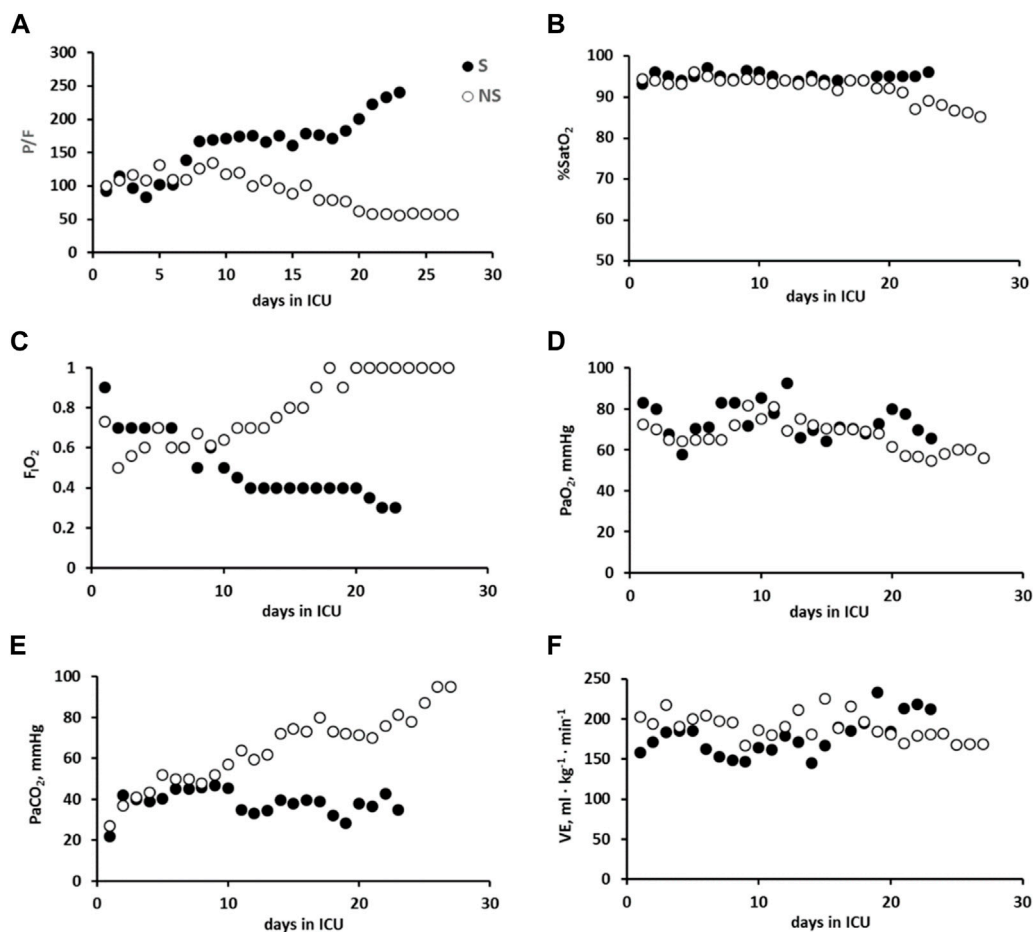 A
300
250
200
150
100
50
0
P/F
0 5 10 15 20 25 30
days in ICU
S
NS
B
100
90
80
70
60
50
%SatO₂
0 10 20 30
days in ICU
C
1
0.8
0.6
0.4
0.2
0
FᵢO₂
0 10 20 30
days in ICU
D
100
80
60
40
20
0
PaO₂, mmHg
0 10 20 30
days in ICU
E
100
80
60
40
20
0
PaCO₂, mmHg
0 10 20 30
days in ICU
F
250
200
150
100
50
0
VE, ml · kg⁻¹ · min⁻¹
0 10 20 30
days in ICU